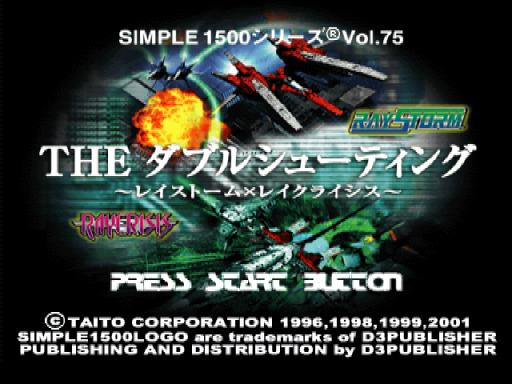 SIMPLE 1500シリーズ®Vol.75
RAYSTORM
THE ダブルシューティング
～レイストーム×レイクライシス～
RAYCRISIS
PRESS START BUTTON
©TAITO CORPORATION 1996,1998,1999,2001
SIMPLE1500LOGO are trademarks of D3PUBLISHER
PUBLISHING AND DISTRIBUTION by D3PUBLISHER